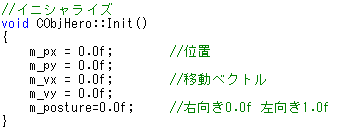 //イニシャライズ
void CObjHero::Init()
{
    m_px = 0.0f;        //位置
    m_py = 0.0f;
    m_vx = 0.0f;        //移動ベクトル
    m_vy = 0.0f;
    m_posture=0.0f;     //右向き0.0f 左向き1.0f
}